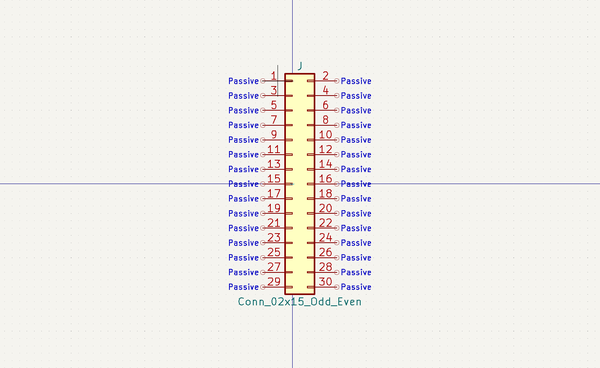 J
Passive 1 2 Passive
Passive 3 4 Passive
Passive 5 6 Passive
Passive 7 8 Passive
Passive 9 10 Passive
Passive 11 12 Passive
Passive 13 14 Passive
Passive 15 16 Passive
Passive 17 18 Passive
Passive 19 20 Passive
Passive 21 22 Passive
Passive 23 24 Passive
Passive 25 26 Passive
Passive 27 28 Passive
Passive 29 30 Passive
Conn_02x15_Odd_Even